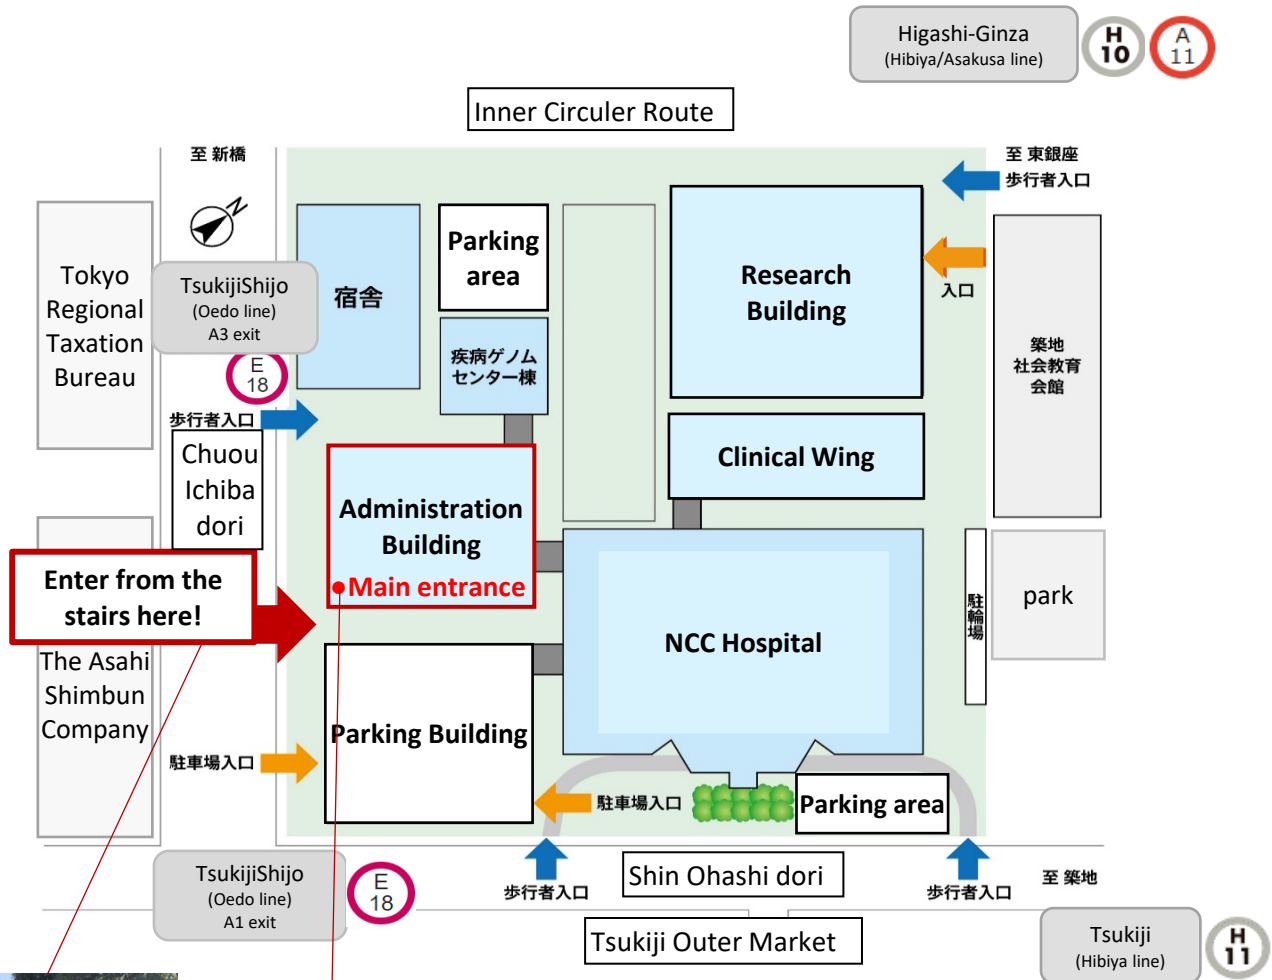 Higashi-Ginza
(Hibiya/Asakusa line)
H
10
A
11
Inner Circuler Route
至 新橋
至 東銀座
歩行者入口
N
Tokyo
Regional
Taxation
Bureau
TsukijiShijo
(Oedo line)
A3 exit
E
18
宿舎
Parking
area
疾病ゲノム
センター棟
Research
Building
入口
築地
社会教育
会館
歩行者入口
Chuou
Ichiba
dori
Administration
Building
Main entrance
Clinical Wing
Enter from the
stairs here!
NCC Hospital
駐輪場
park
The Asahi
Shimbun
Company
Parking Building
駐車場入口
駐車場入口
Parking area
TsukijiShijo
(Oedo line)
A1 exit
E
18
歩行者入口
Shin Ohashi dori
歩行者入口
至 築地
Tsukiji Outer Market
Tsukiji
(Hibiya line)
H
11